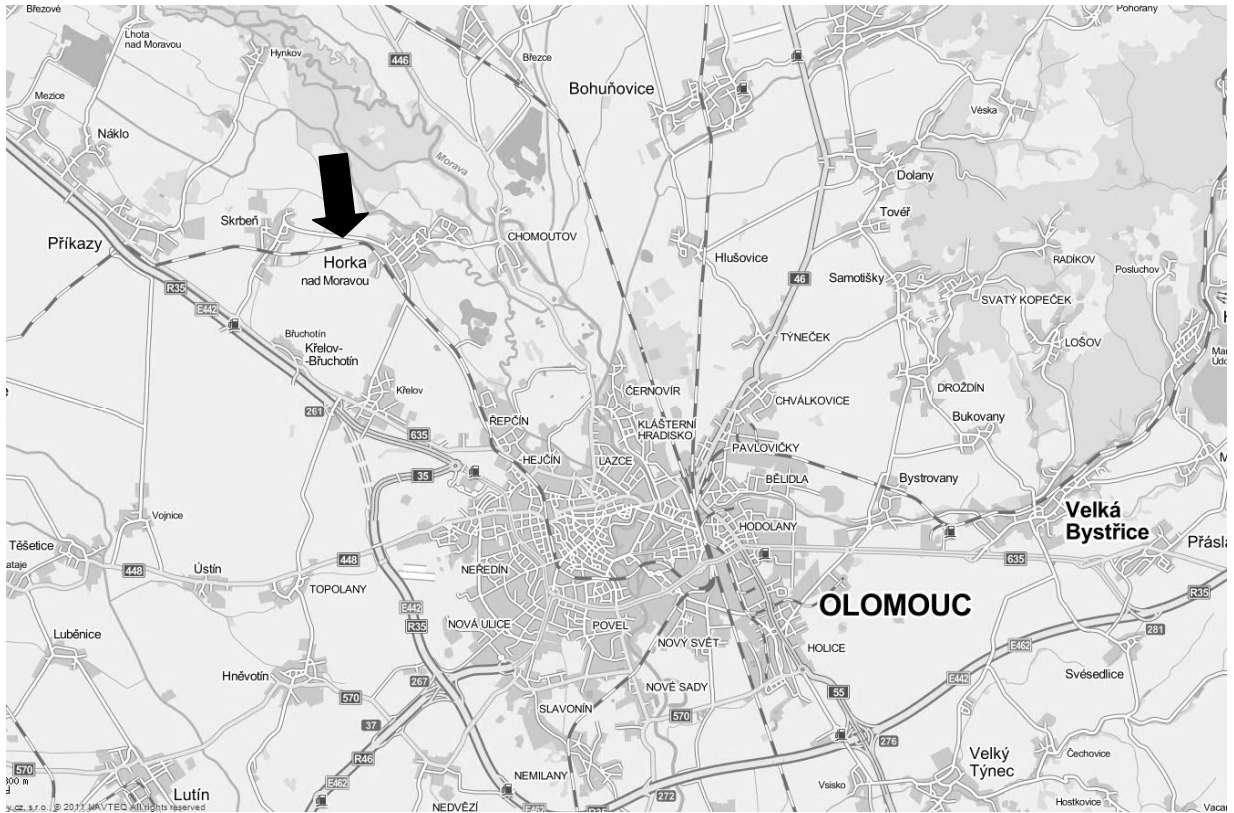 Březové
Lhota
nad Moravou
Hynkov
446
Březce
Pohořany
Bohuňovice
Mezice
Náklo
Véska
Morava
Dolany
Skrbeň
Tovéř
Příkazy
CHOMOUTOV
Horka
nad Moravou
Hlušovice
RADÍKOV
Posluchov
46
Samotišky
SVATÝ KOPEČEK
R35
E442
Břuchotín
Křelov-
-Břuchotín
TÝNEČEK
LOŠOV
Křelov
ČERNOVÍR
DROŽDÍN
CHVÁLKOVICE
261
ŘEPČÍN
KLÁŠTERNÍ
HRADISKO
Bukovany
635
PAVLOVIČKY
HEJČÍN
LAZCE
35
BĚLIDLA
Bystrovany
Vojnice
Velká
Bystřice
HODOLANY
Těšetice
448
448
Ústín
NEŘEDÍN
635
TOPOLANY
E442
R35
R35
OLOMOUC
NOVÁ ULICE
POVEL
Luběnice
NOVÝ SVĚT
HOLICE
E462
281
Hněvotín
267
NOVÉ SADY
E442
Svésedlice
570
55
SLAVONÍN
570
37
276
R46
Velký
Týnec
Čechovice
570
NEMILANY
E462
Vsisko
Lutín
NEDVĚZÍ
E462
R35
272
Hostkovice
© 2011 NAVTEQ All rights reserved